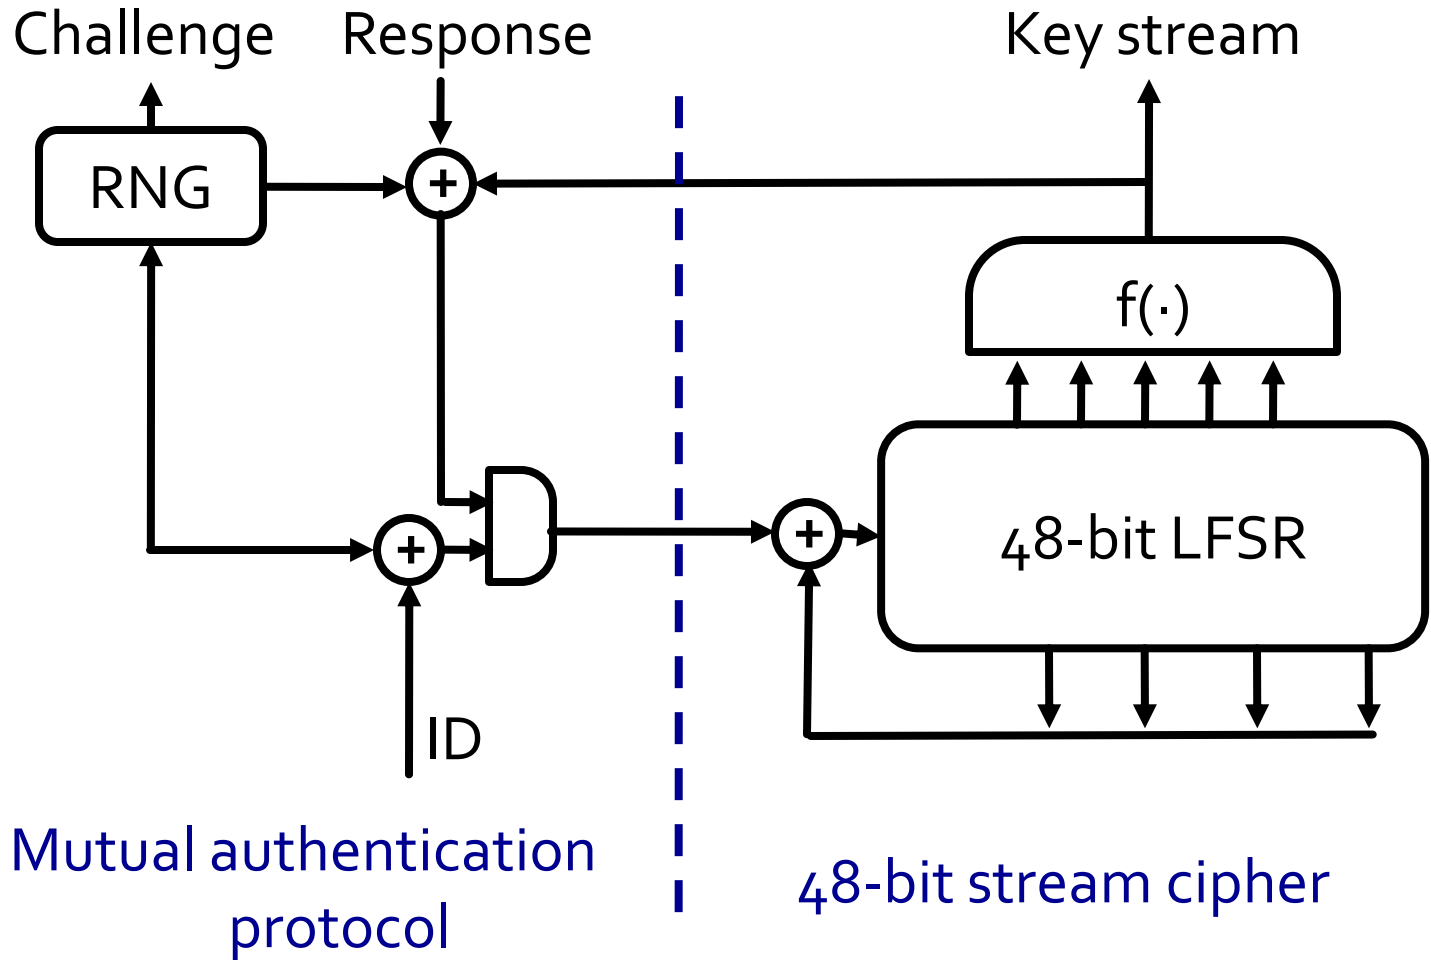 Challenge
Response
Key stream
RNG
+
f(·)
+
+
48-bit LFSR
ID
Mutual authentication
protocol
48-bit stream cipher